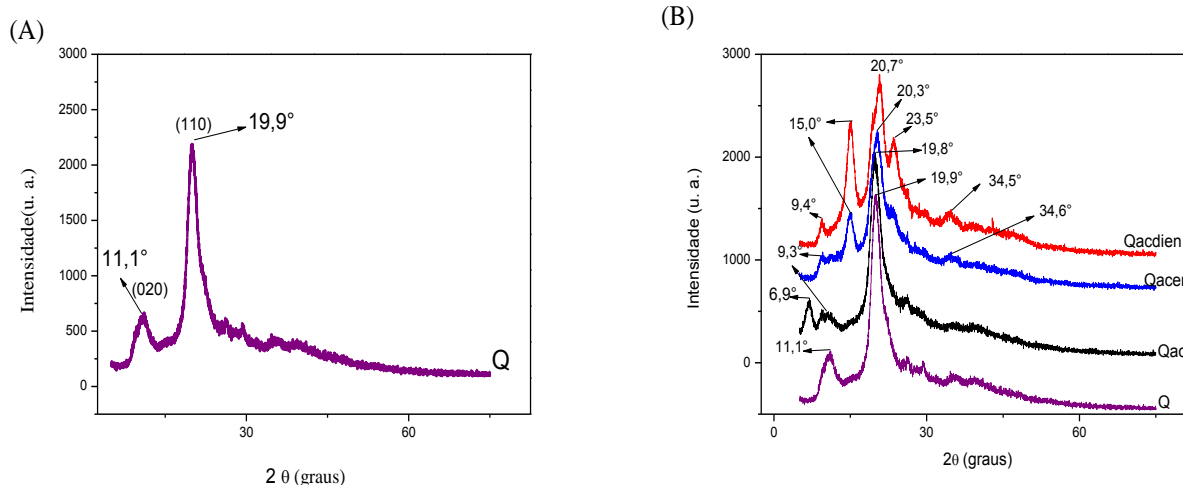 (A)
3000
2500
2000
1500
1000
500
0
Intensidade(u. a.)
(110)
19,9°
11,1°
(020)
Q
30
60
2 θ (graus)
(B)
3000
2000
1000
0
Intensidade (u. a.)
20,7°
20,3°
15,0°
23,5°
19,8°
19,9°
34,5°
9,4°
34,6°
Qacdien
9,3
Qacen
6,9°
Qac
11,1°
Q
0
30
60
2θ (graus)